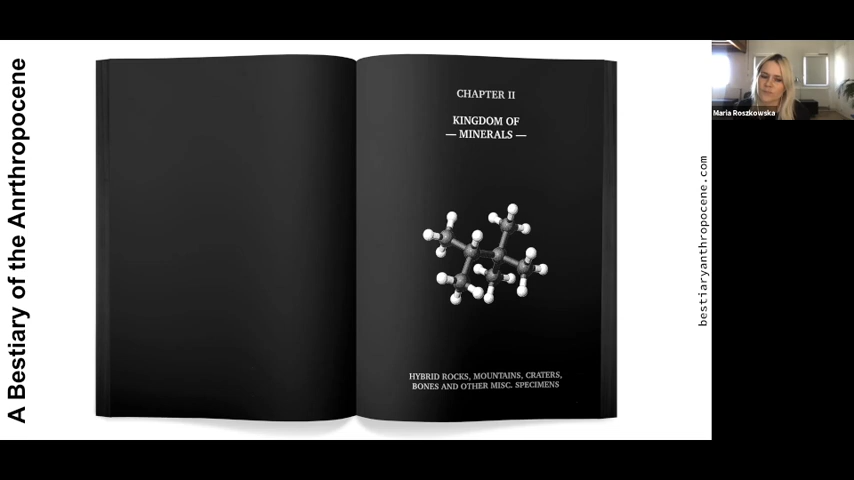 A Bestiary of the Anrthropocene
CHAPTER II
KINGDOM OF
— MINERALS —
HYBRID ROCKS, MOUNTAINS, CRATERS,
BONES AND OTHER MISC. SPECIMENS
bestiaryanthropocene.com
Maria Roszkowska